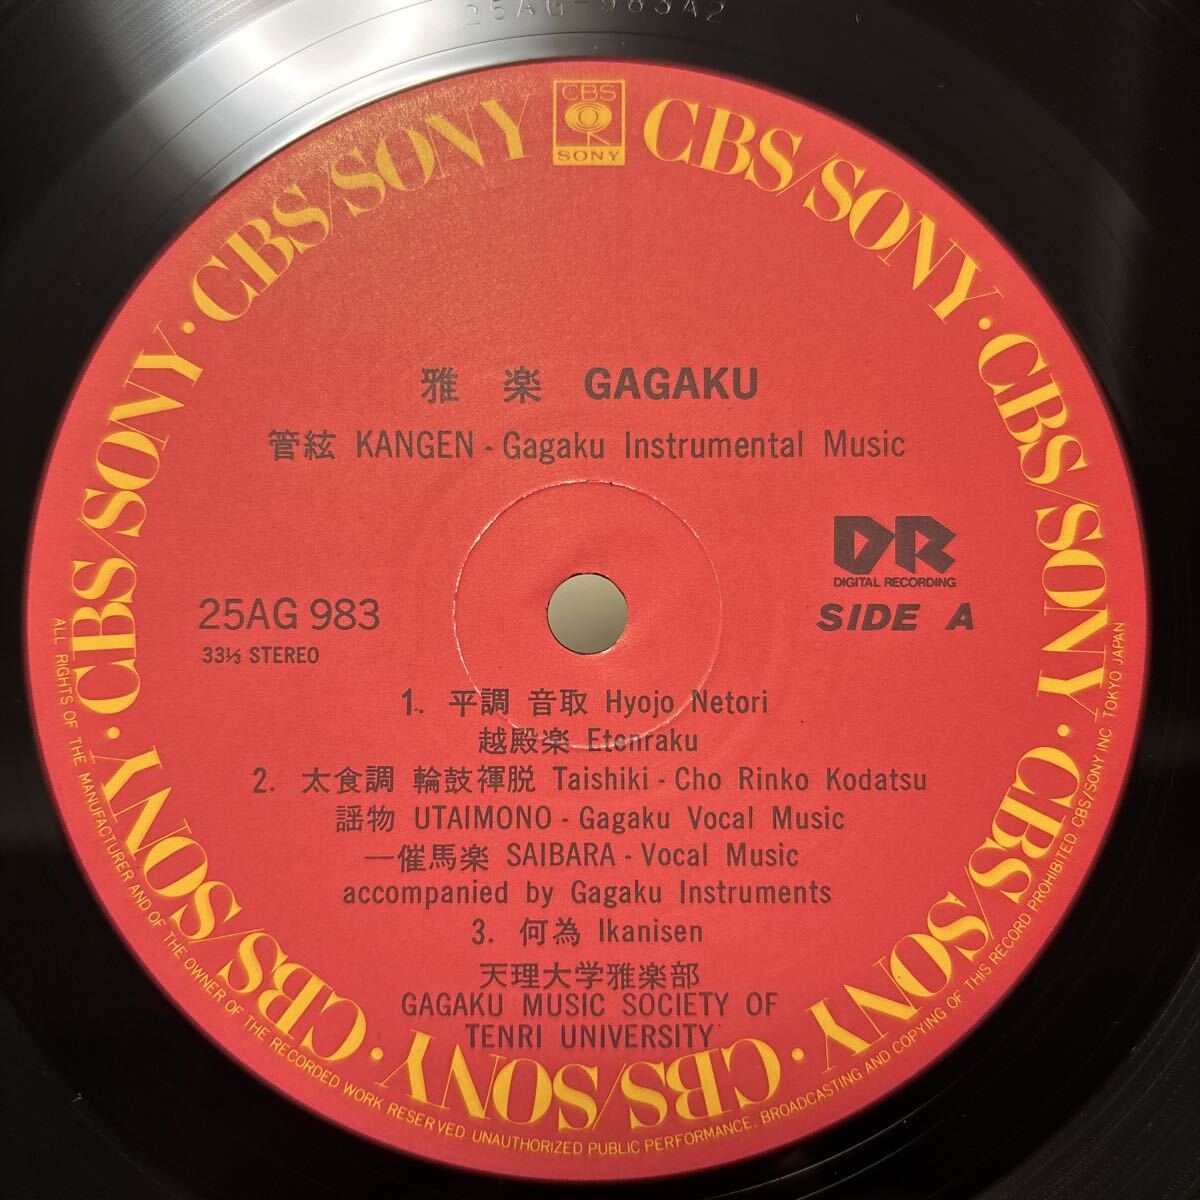 25AG-983A2
CBS
SONY
CBS/SONY · CBS/SONY · CBS/SONY · CBS/SONY · CBS/SONY · CBS/SONY · CBS/SONY · CBS/SONY
雅楽 GAGAKU
管絃 KANGEN - Gagaku Instrumental Music
DR
DIGITAL RECORDING
25AG 983
SIDE A
33⅓ STEREO
1. 平調 音取 Hyojo Netori
越殿楽 Etenraku
2. 太食調 輪鼓褌脱 Taishiki - Cho Rinko Kodatsu
謡物 UTAIMONO - Gagaku Vocal Music
—催馬楽 SAIBARA - Vocal Music
accompanied by Gagaku Instruments
3. 何為 Ikanisen
天理大学雅楽部
GAGAKU MUSIC SOCIETY OF
TENRI UNIVERSITY
ALL RIGHTS OF THE MANUFACTURER AND OF THE OWNER OF THE RECORDED WORK RESERVED. UNAUTHORIZED PUBLIC PERFORMANCE, BROADCASTING AND COPYING OF THIS RECORD PROHIBITED CBS/SONY INC. TOKYO JAPAN